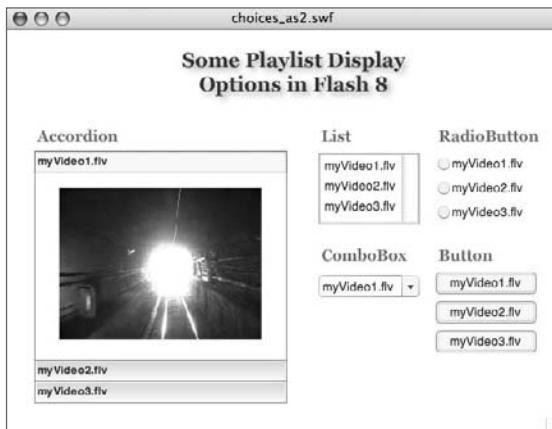 choices_as2.swf
Some Playlist Display
Options in Flash 8
Accordion
myVideo1.flv
myVideo2.flv
myVideo3.flv
List
myVideo1.flv
myVideo2.flv
myVideo3.flv
RadioButton
myVideo1.flv
myVideo2.flv
myVideo3.flv
ComboBox
myVideo1.flv
Button
myVideo1.flv
myVideo2.flv
myVideo3.flv